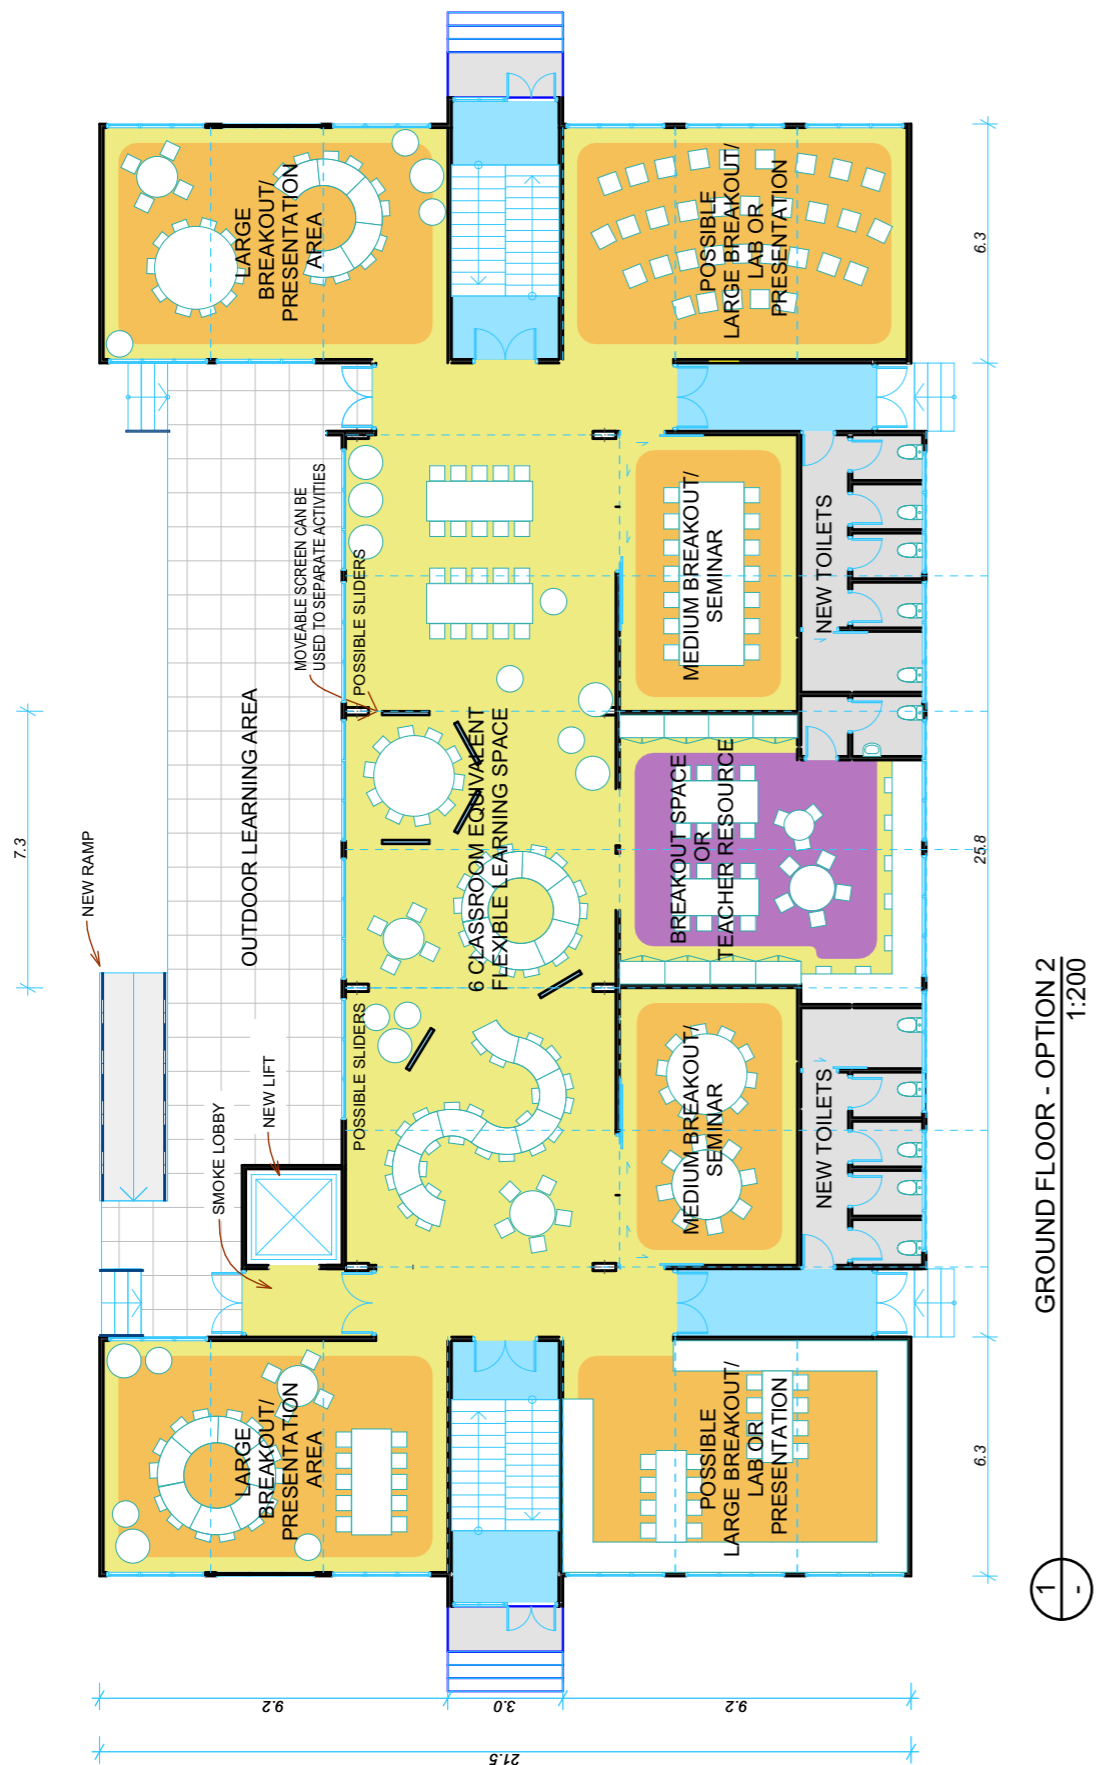 LARGE
BREAKOUT/
PRESENTATION
AREA
POSSIBLE
LARGE BREAKOUT/
LAB OR
PRESENTATION
6.3
MOVEABLE SCREEN CAN BE
USED TO SEPARATE ACTIVITIES
POSSIBLE SLIDERS
MEDIUM BREAKOUT/
SEMINAR
NEW TOILETS
7.3
NEW RAMP
OUTDOOR LEARNING AREA
6 CLASSROOM EQUIVALENT
FLEXIBLE LEARNING SPACE
BREAKOUT SPACE
OR
TEACHER RESOURCE
25.8
SMOKE LOBBY
NEW LIFT
POSSIBLE SLIDERS
MEDIUM BREAKOUT/
SEMINAR
NEW TOILETS
LARGE
BREAKOUT/
PRESENTATION
AREA
POSSIBLE
LARGE BREAKOUT/
LAB OR
PRESENTATION
6.3
9.2
3.0
9.2
21.5
1
-
GROUND FLOOR - OPTION 2
1:200